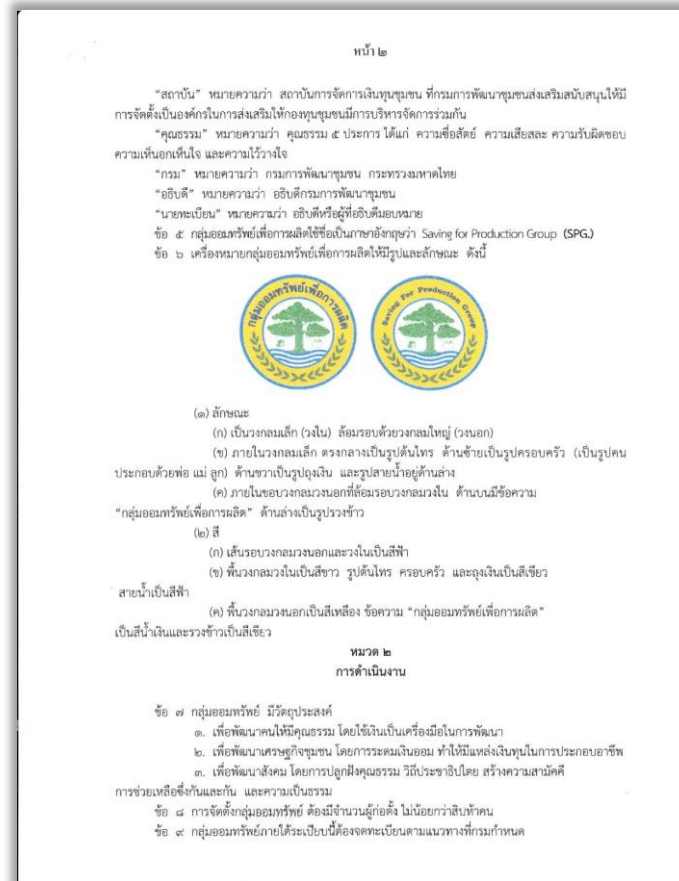 หน้า ๒
“สถาบัน” หมายความว่า สถาบันการจัดการเงินทุนชุมชน ที่กรมการพัฒนาชุมชนส่งเสริมสนับสนุนให้มี
การจัดตั้งเป็นองค์กรในการส่งเสริมให้กองทุนชุมชนมีการบริหารจัดการร่วมกัน
“คุณธรรม” หมายความว่า คุณธรรม ๕ ประการ ได้แก่ ความซื่อสัตย์ ความเสียสละ ความรับผิดชอบ
ความเห็นอกเห็นใจ และความไว้วางใจ
“กรม” หมายความว่า กรมการพัฒนาชุมชน กระทรวงมหาดไทย
“อธิบดี” หมายความว่า อธิบดีกรมการพัฒนาชุมชน
“นายทะเบียน” หมายความว่า อธิบดีหรือผู้ที่อธิบดีมอบหมาย
ข้อ ๕ กลุ่มออมทรัพย์เพื่อการผลิตใช้ชื่อเป็นภาษาอังกฤษว่า Saving for Production Group (SPG.)
ข้อ ๖ เครื่องหมายกลุ่มออมทรัพย์เพื่อการผลิตให้มีรูปและลักษณะ ดังนี้
กลุ่มออมทรัพย์เพื่อการผลิต
Saving For Production Group
(๑) ลักษณะ
(ก) เป็นวงกลมเล็ก (วงใน) ล้อมรอบด้วยวงกลมใหญ่ (วงนอก)
(ข) ภายในวงกลมเล็ก ตรงกลางเป็นรูปต้นไทร ด้านซ้ายเป็นรูปครอบครัว (เป็นรูปคน
ประกอบด้วยพ่อ แม่ ลูก) ด้านขวาเป็นรูปถุงเงิน และรูปสายน้ำอยู่ด้านล่าง
(ค) ภายในขอบวงกลมวงนอกที่ล้อมรอบวงกลมวงใน ด้านบนมีข้อความ
“กลุ่มออมทรัพย์เพื่อการผลิต” ด้านล่างเป็นรูปรวงข้าว
(๒) สี
(ก) เส้นรอบวงกลมวงนอกและวงในเป็นสีฟ้า
(ข) พื้นวงกลมวงในเป็นสีขาว รูปต้นไทร ครอบครัว และถุงเงินเป็นสีเขียว
สายน้ำเป็นสีฟ้า
(ค) พื้นวงกลมวงนอกเป็นสีเหลือง ข้อความ “กลุ่มออมทรัพย์เพื่อการผลิต”
เป็นสีน้ำเงินและรวงข้าวเป็นสีเขียว
หมวด ๒
การดำเนินงาน
ข้อ ๗ กลุ่มออมทรัพย์ มีวัตถุประสงค์
๑. เพื่อพัฒนาคนให้มีคุณธรรม โดยใช้เงินเป็นเครื่องมือในการพัฒนา
๒. เพื่อพัฒนาเศรษฐกิจชุมชน โดยการระดมเงินออม ทำให้มีแหล่งเงินทุนในการประกอบอาชีพ
๓. เพื่อพัฒนาสังคม โดยการปลูกฝังคุณธรรม วิถีประชาธิปไตย สร้างความสามัคคี
การช่วยเหลือซึ่งกันและกัน และความเป็นธรรม
ข้อ ๘ การจัดตั้งกลุ่มออมทรัพย์ ต้องมีจำนวนผู้ก่อตั้ง ไม่น้อยกว่าสิบห้าคน
ข้อ ๙ กลุ่มออมทรัพย์ภายใต้ระเบียบนี้ต้องจดทะเบียนตามแนวทางที่กรมกำหนด